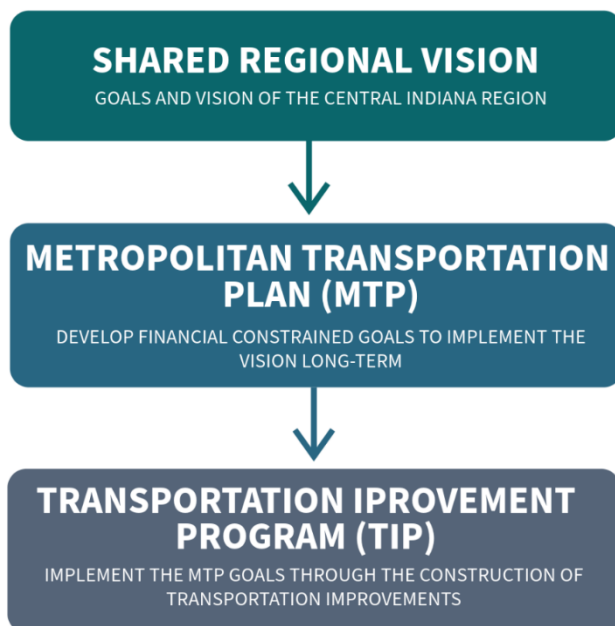 SHARED REGIONAL VISION
GOALS AND VISION OF THE CENTRAL INDIANA REGION
METROPOLITAN TRANSPORTATION
PLAN (MTP)
DEVELOP FINANCIAL CONSTRAINED GOALS TO IMPLEMENT THE
VISION LONG-TERM
TRANSPORTATION IPROVEMENT
PROGRAM (TIP)
IMPLEMENT THE MTP GOALS THROUGH THE CONSTRUCTION OF
TRANSPORTATION IMPROVEMENTS